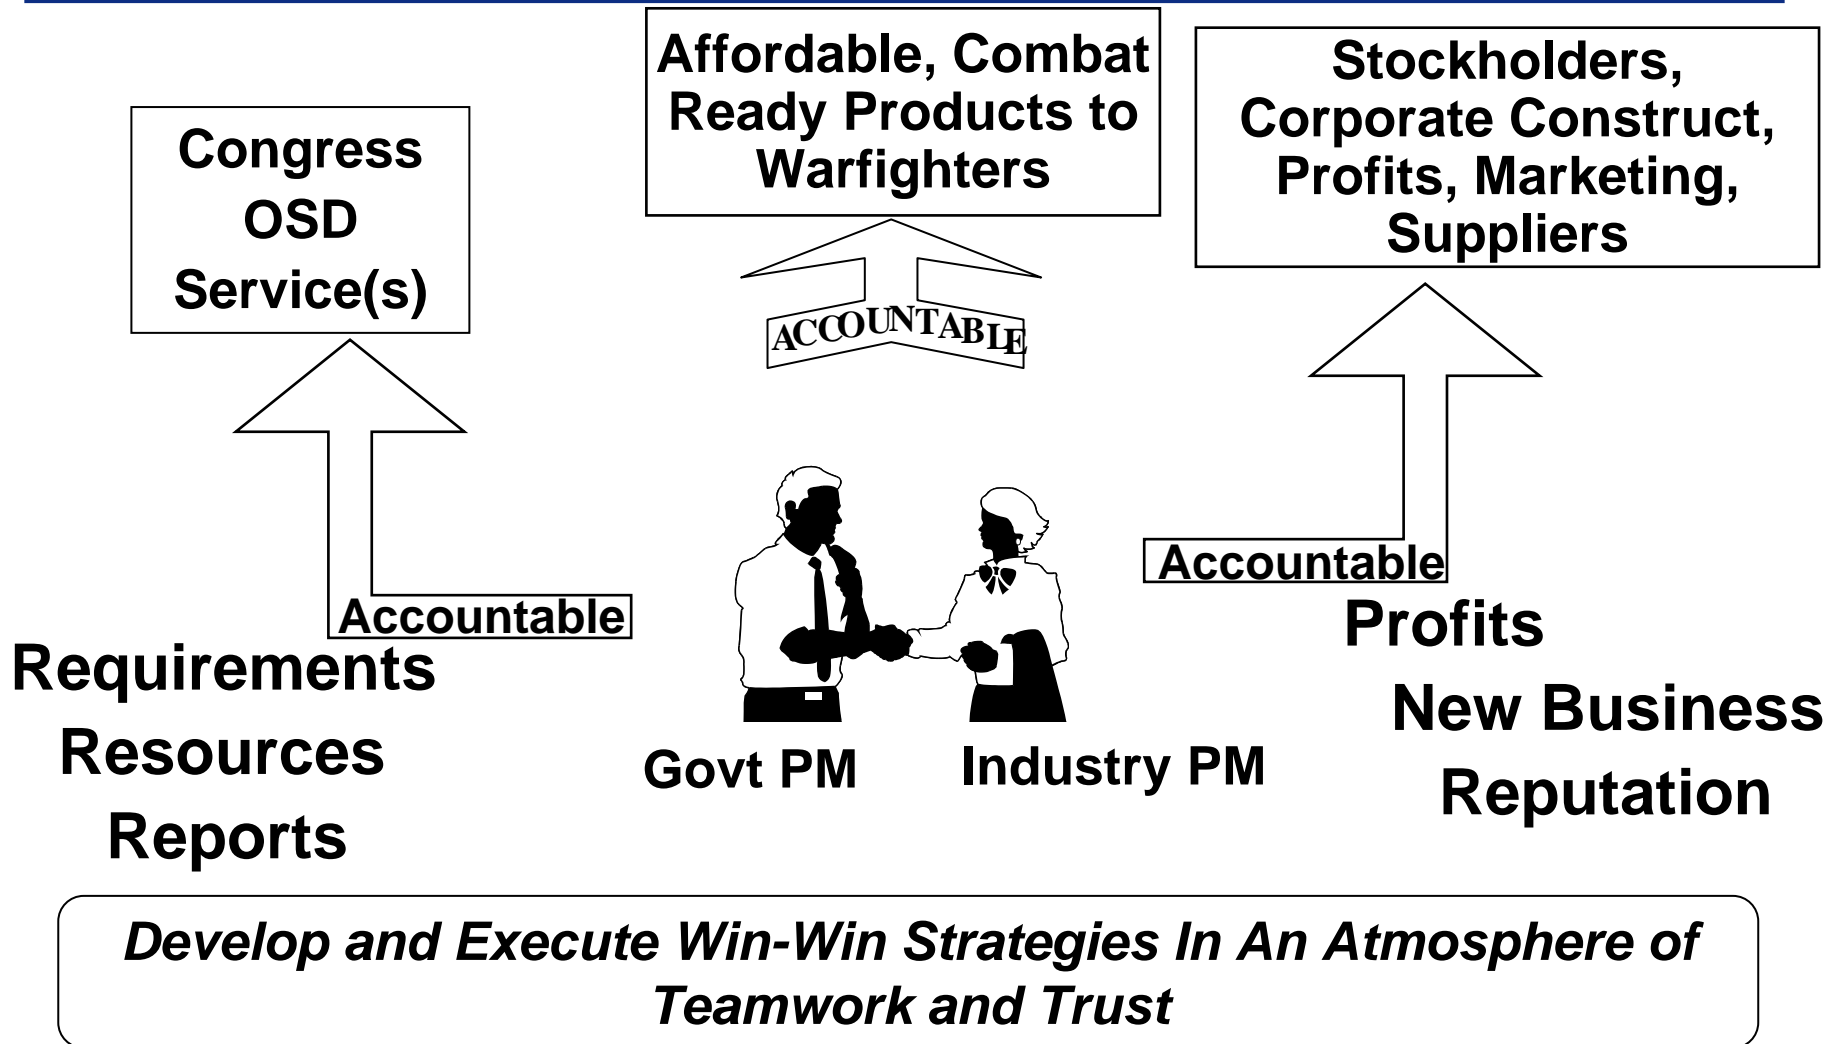 Congress
OSD
Service(s)
Affordable, Combat
Ready Products to
Warfighters
Stockholders,
Corporate Construct,
Profits, Marketing,
Suppliers
ACCOUNTABLE
Accountable
Accountable
Requirements
Resources
Reports
Govt PM
Industry PM
Profits
New Business
Reputation
Develop and Execute Win-Win Strategies In An Atmosphere of
Teamwork and Trust